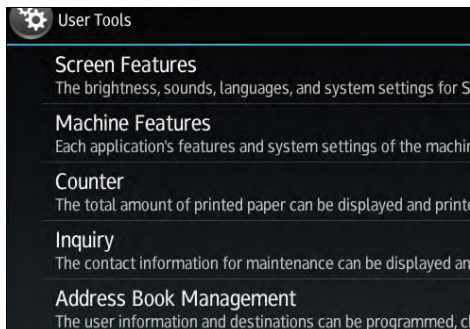 User Tools
Screen Features
The brightness, sounds, languages, and system settings for S
Machine Features
Each application's features and system settings of the machin
Counter
The total amount of printed paper can be displayed and printe
Inquiry
The contact information for maintenance can be displayed an
Address Book Management
The user information and destinations can be programmed, c